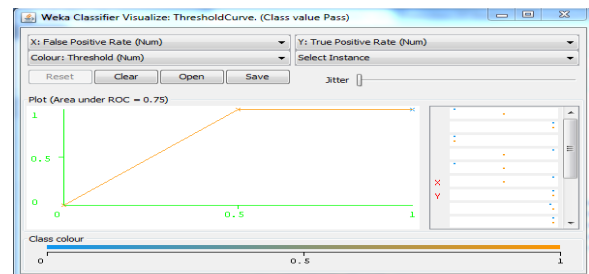 Weka Classifier Visualize: ThresholdCurve. (Class value Pass)
X: False Positive Rate (Num) Y: True Positive Rate (Num)
Colour: Threshold (Num) Select Instance
Reset Clear Open Save Jitter
Plot (Area under ROC = 0.75)
1
0.5
0
0 0.5 1
X
Y
Class colour
0 0.5 1